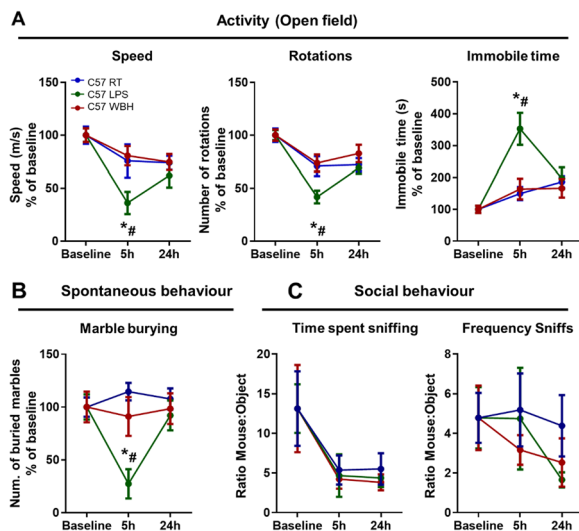 A
Activity (Open field)
Speed
C57 RT
C57 LPS
C57 WBH
Speed (m/s)
% of baseline
150
100
50
0
*#
Baseline 5h 24h
Rotations
Number of rotations
% of baseline
150
100
50
0
*#
Baseline 5h 24h
Immobile time
Immobile time (s)
% of baseline
500
400
300
200
100
0
*#
Baseline 5h 24h
B
Spontaneous behaviour
Marble burying
Num. of buried marbles
% of baseline
150
100
50
0
*#
Baseline 5h 24h
C
Social behaviour
Time spent sniffing
Ratio Mouse:Object
20
15
10
5
0
Baseline 5h 24h
Frequency Sniffs
Ratio Mouse:Object
8
6
4
2
0
Baseline 5h 24h